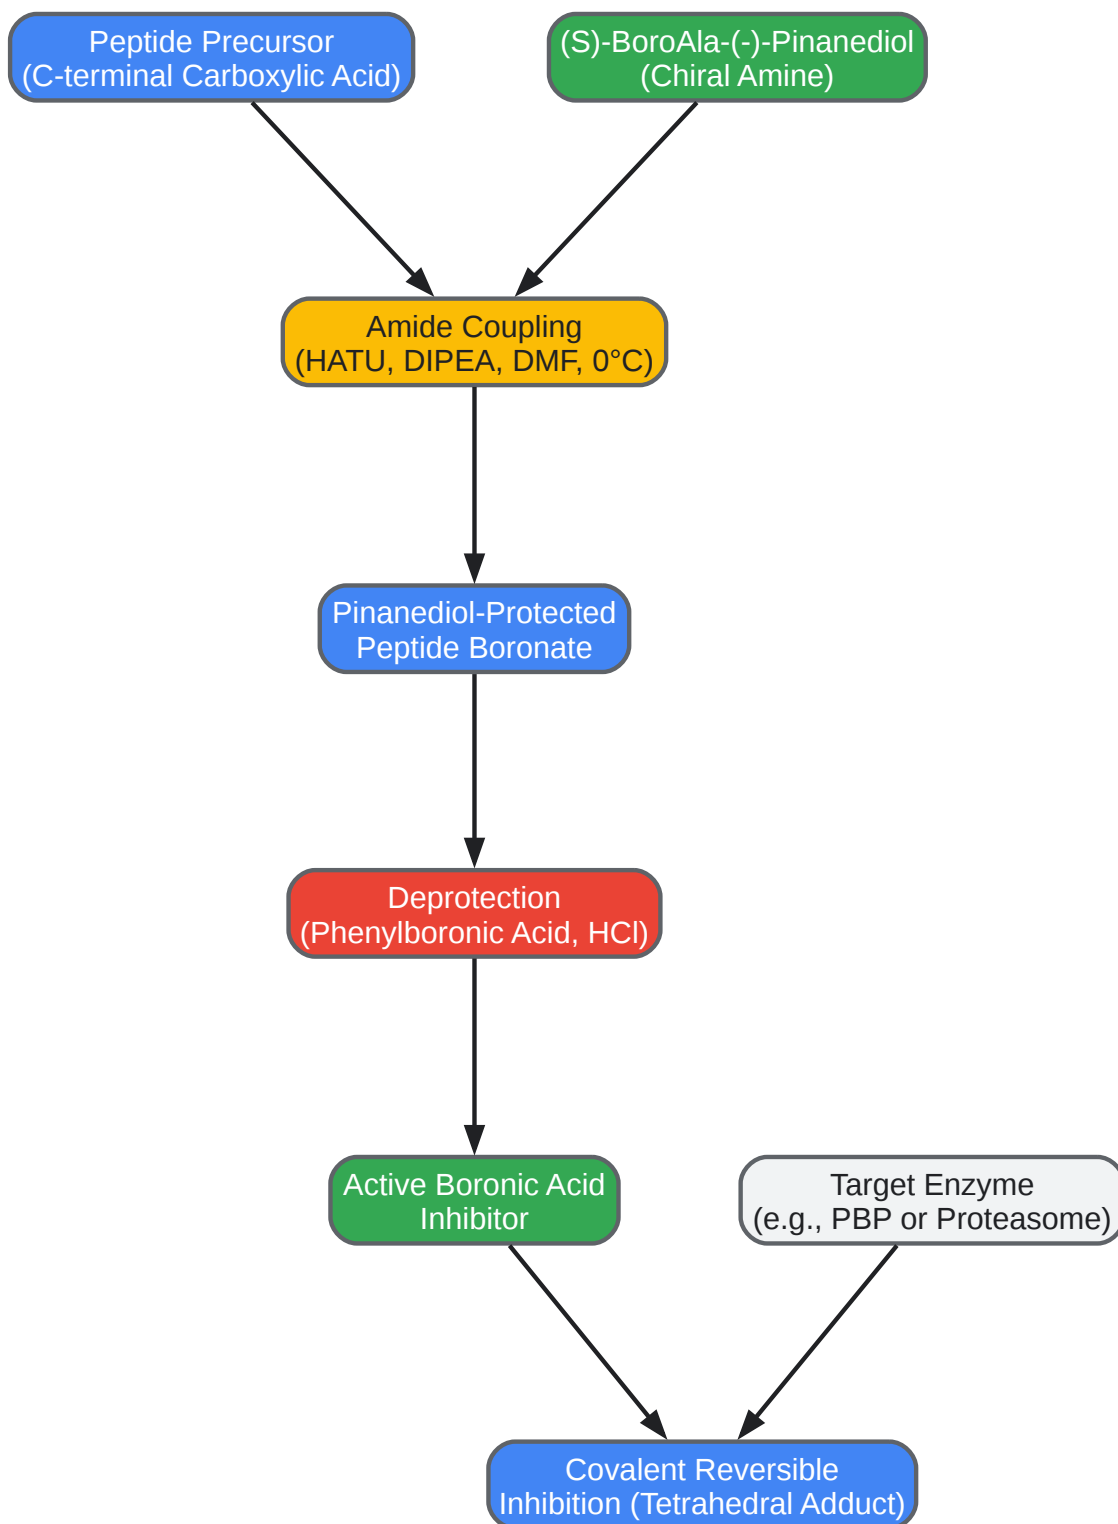 Peptide Precursor
(C-terminal Carboxylic Acid)
(S)-BoroAla-(-)-Pinanediol
(Chiral Amine)
Amide Coupling
(HATU, DIPEA, DMF, 0°C)
Pinanediol-Protected
Peptide Boronate
Deprotection
(Phenylboronic Acid, HCl)
Active Boronic Acid
Inhibitor
Target Enzyme
(e.g., PBP or Proteasome)
Covalent Reversible
Inhibition (Tetrahedral Adduct)